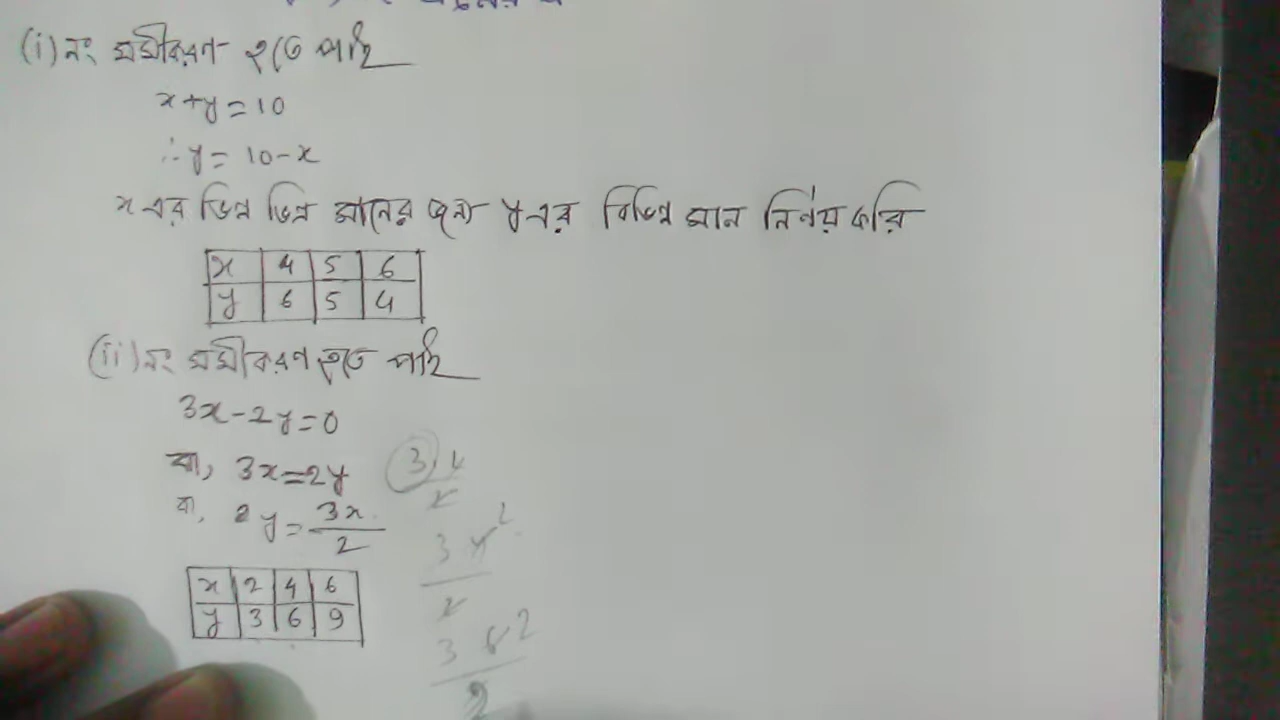 (i) নং সমীকরণ হতে পাই
x+y=10
∴ y= 10-x
x এর ভিন্ন ভিন্ন মানের জন্য y এর বিভিন্ন মান নির্ণয় করি
x 4 5 6
y 6 5 4
(ii) নং সমীকরণ হতে পাই
3x-2y=0
বা, 3x=2y
বা, y= 3x/2
x 2 4 6
y 3 6 9